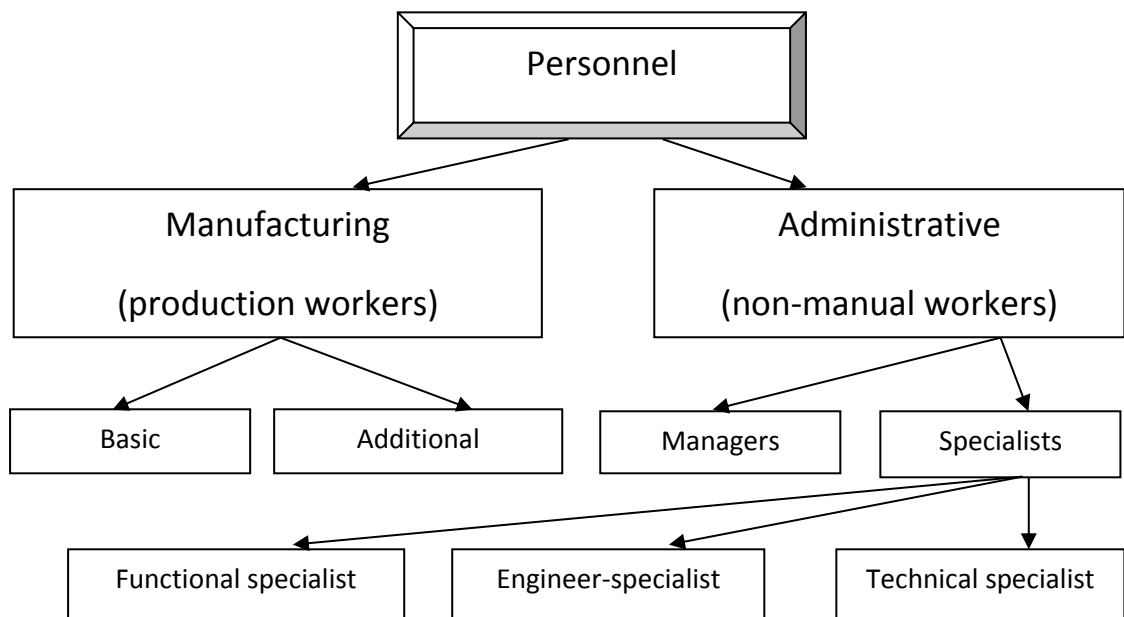 Personnel
Manufacturing
(production workers)
Administrative
(non-manual workers)
Basic
Additional
Managers
Specialists
Functional specialist
Engineer-specialist
Technical specialist